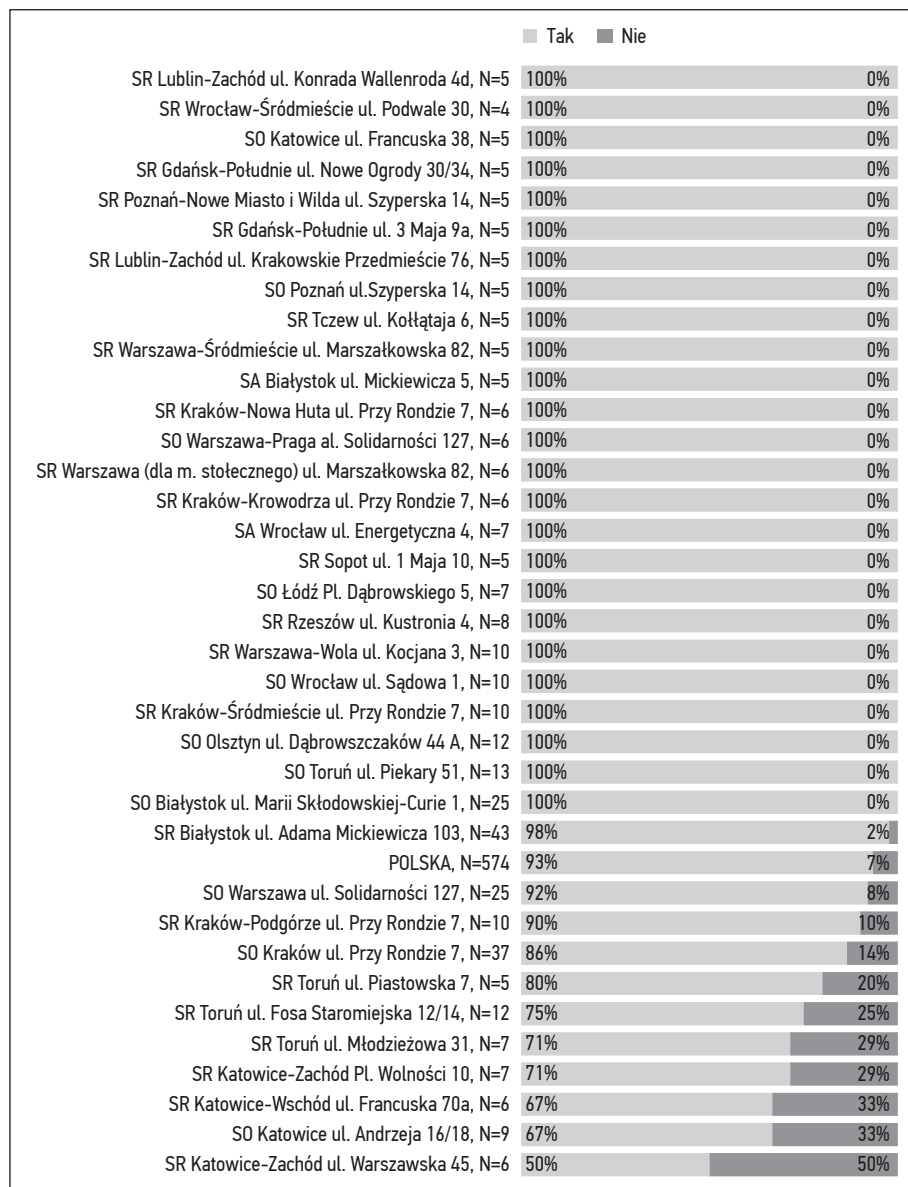 Tak Nie
SR Lublin-Zachód ul. Konrada Wallenroda 4d, N=5 100% 0%
SR Wrocław-Śródmieście ul. Podwale 30, N=4 100% 0%
SO Katowice ul. Francuska 38, N=5 100% 0%
SR Gdańsk-Południe ul. Nowe Ogrody 30/34, N=5 100% 0%
SR Poznań-Nowe Miasto i Wilda ul. Szyperska 14, N=5 100% 0%
SR Gdańsk-Południe ul. 3 Maja 9a, N=5 100% 0%
SR Lublin-Zachód ul. Krakowskie Przedmieście 76, N=5 100% 0%
SO Poznań ul.Szyperska 14, N=5 100% 0%
SR Tczew ul. Kołłątaja 6, N=5 100% 0%
SR Warszawa-Śródmieście ul. Marszałkowska 82, N=5 100% 0%
SA Białystok ul. Mickiewicza 5, N=5 100% 0%
SR Kraków-Nowa Huta ul. Przy Rondzie 7, N=6 100% 0%
SO Warszawa-Praga al. Solidarności 127, N=6 100% 0%
SR Warszawa (dla m. stołecznego) ul. Marszałkowska 82, N=6 100% 0%
SR Kraków-Krowodrza ul. Przy Rondzie 7, N=6 100% 0%
SA Wrocław ul. Energetyczna 4, N=7 100% 0%
SR Sopot ul. 1 Maja 10, N=5 100% 0%
SO Łódź Pl. Dąbrowskiego 5, N=7 100% 0%
SR Rzeszów ul. Kustronia 4, N=8 100% 0%
SR Warszawa-Wola ul. Kocjana 3, N=10 100% 0%
SO Wrocław ul. Sądowa 1, N=10 100% 0%
SR Kraków-Śródmieście ul. Przy Rondzie 7, N=10 100% 0%
SO Olsztyn ul. Dąbrowszczaków 44 A, N=12 100% 0%
SO Toruń ul. Piekary 51, N=13 100% 0%
SO Białystok ul. Marii Skłodowskiej-Curie 1, N=25 100% 0%
SR Białystok ul. Adama Mickiewicza 103, N=43 98% 2%
POLSKA, N=574 93% 7%
SO Warszawa ul. Solidarności 127, N=25 92% 8%
SR Kraków-Podgórze ul. Przy Rondzie 7, N=10 90% 10%
SO Kraków ul. Przy Rondzie 7, N=37 86% 14%
SR Toruń ul. Piastowska 7, N=5 80% 20%
SR Toruń ul. Fosa Staromiejska 12/14, N=12 75% 25%
SR Toruń ul. Młodzieżowa 31, N=7 71% 29%
SR Katowice-Zachód Pl. Wolności 10, N=7 71% 29%
SR Katowice-Wschód ul. Francuska 70a, N=6 67% 33%
SO Katowice ul. Andrzeja 16/18, N=9 67% 33%
SR Katowice-Zachód ul. Warszawska 45, N=6 50% 50%